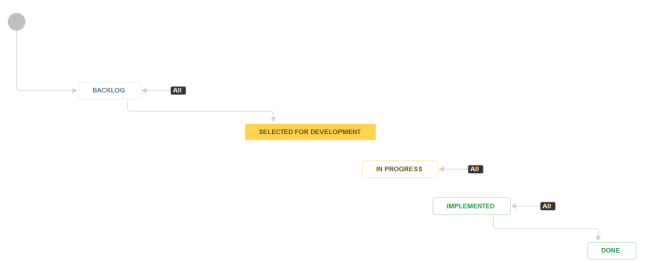 BACKLOG
All
SELECTED FOR DEVELOPMENT
IN PROGRESS
All
IMPLEMENTED
All
DONE